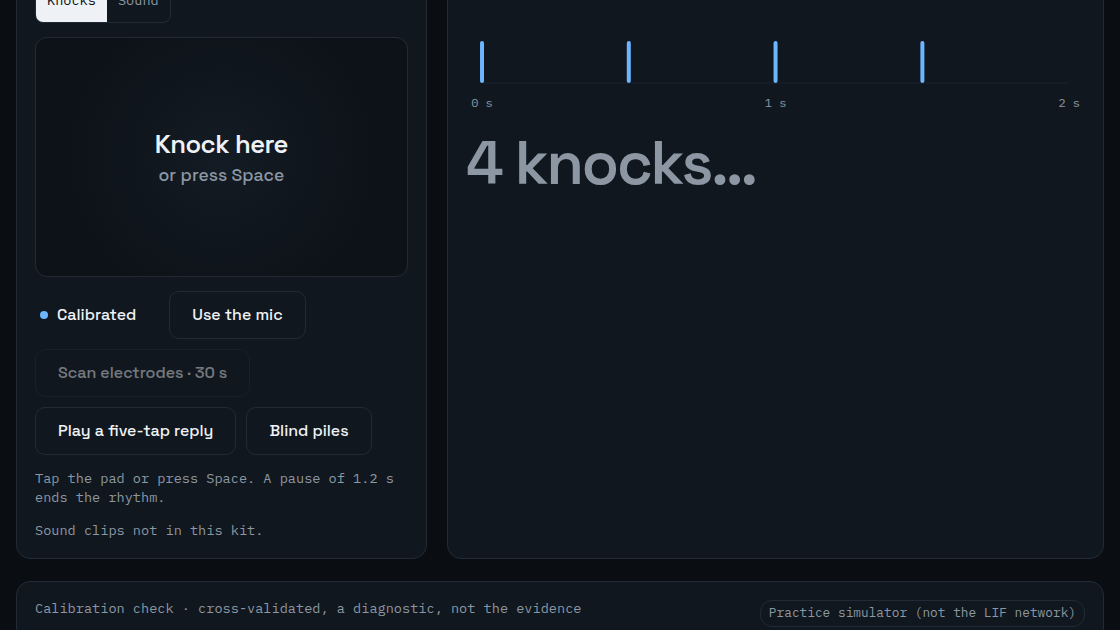 Knocks Sound
Knock here
or press Space
Calibrated
Use the mic
Scan electrodes · 30 s
Play a five-tap reply
Blind piles
Tap the pad or press Space. A pause of 1.2 s
ends the rhythm.
Sound clips not in this kit.
0 s 1 s 2 s
4 knocks…
Calibration check · cross-validated, a diagnostic, not the evidence
Practice simulator (not the LIF network)